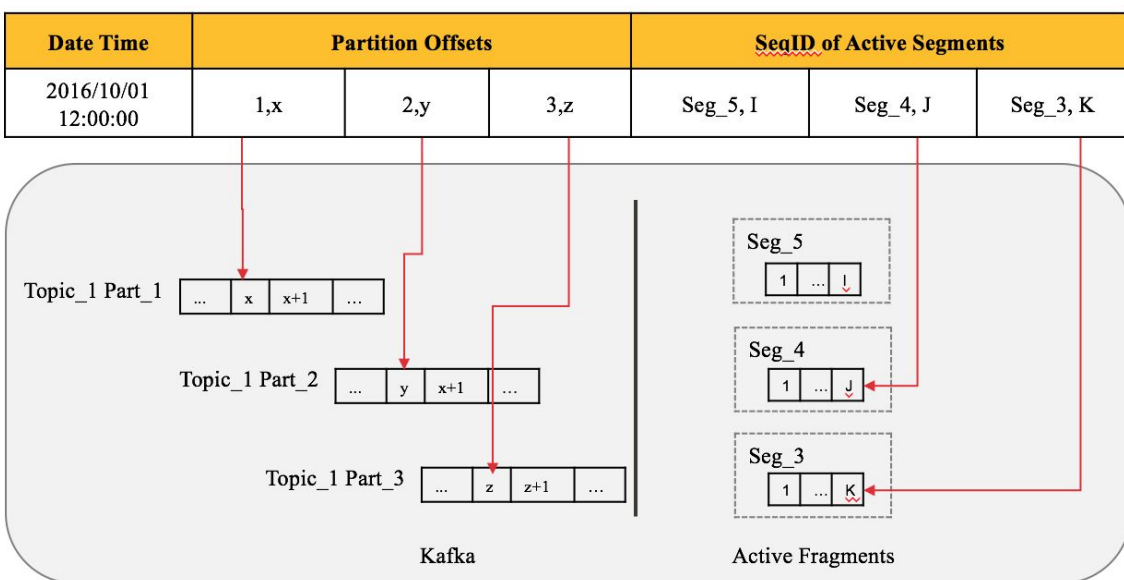 Date Time Partition Offsets SeqID of Active Segments
2016/10/01
12:00:00
1,x 2,y 3,z Seg_5, I Seg_4, J Seg_3, K
Seg_5
1 ... I
Topic_1 Part_1 ... x x+1 ...
Seg_4
1 ... J
Topic_1 Part_2 ... y x+1 ...
Seg_3
1 ... K
Topic_1 Part_3 ... z z+1 ...
Kafka Active Fragments